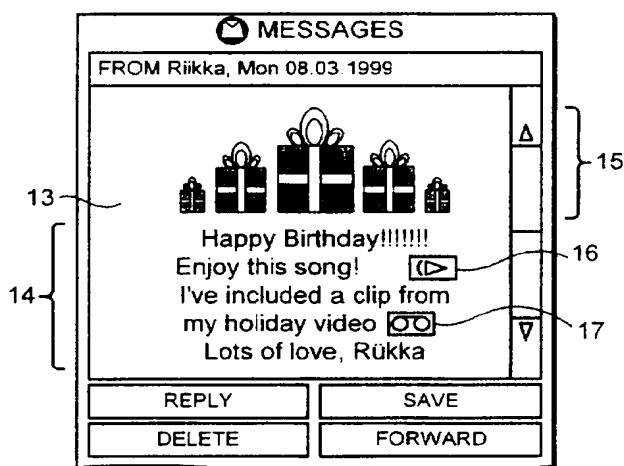 MESSAGES
FROM Riikka, Mon 08.03.1999
15
13
Happy Birthday!!!!!!!
Enjoy this song!
16
14
I've included a clip from
my holiday video
17
Lots of love, Rükka
REPLY SAVE
DELETE FORWARD